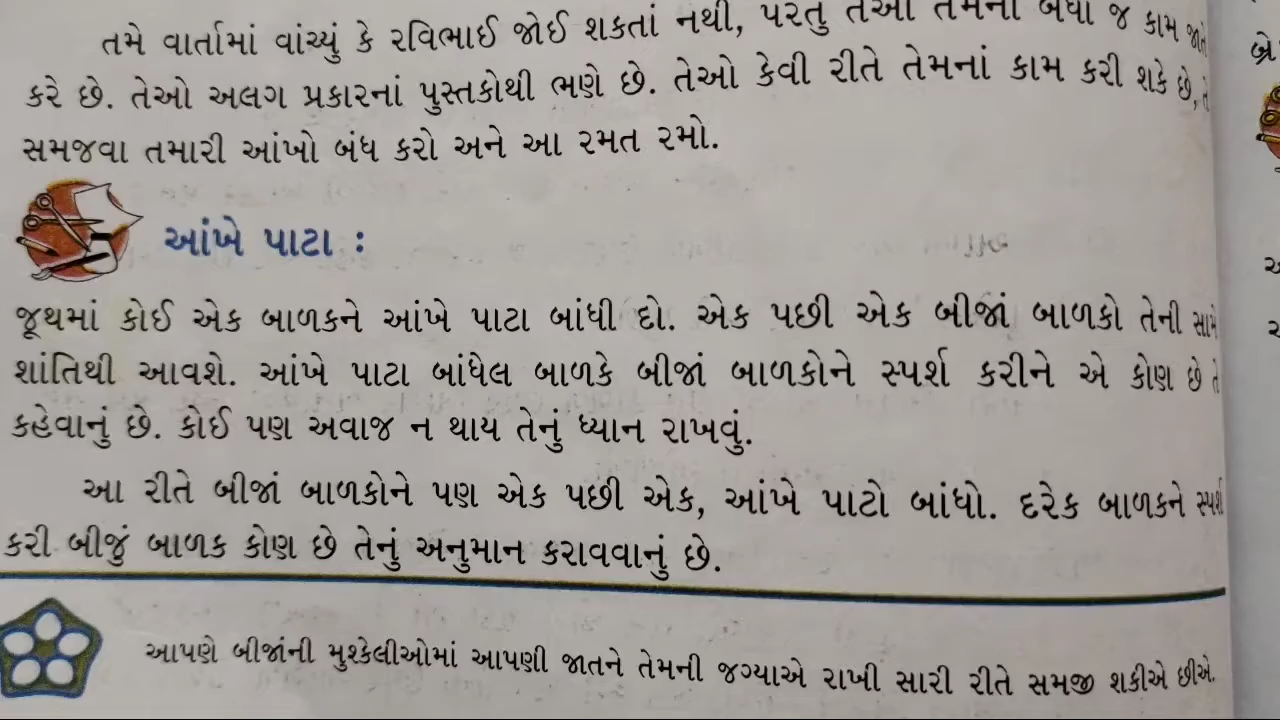 તમે વાર્તામાં વાંચ્યું કે રવિભાઈ જોઈ શકતાં નથી, પરંતુ તેઓ તેમનાં બધાં જ કામ જાતે
કરે છે. તેઓ અલગ પ્રકારનાં પુસ્તકોથી ભણે છે. તેઓ કેવી રીતે તેમનાં કામ કરી શકે છે, તે
સમજવા તમારી આંખો બંધ કરો અને આ રમત રમો.
આંખે પાટા :
જૂથમાં કોઈ એક બાળકને આંખે પાટા બાંધી દો. એક પછી એક બીજાં બાળકો તેની સામે
શાંતિથી આવશે. આંખે પાટા બાંધેલ બાળકે બીજાં બાળકોને સ્પર્શ કરીને એ કોણ છે તે
કહેવાનું છે. કોઈ પણ અવાજ ન થાય તેનું ધ્યાન રાખવું.
આ રીતે બીજાં બાળકોને પણ એક પછી એક, આંખે પાટો બાંધો. દરેક બાળકને સ્પર્શ
કરી બીજું બાળક કોણ છે તેનું અનુમાન કરાવવાનું છે.
આપણે બીજાંની મુશ્કેલીઓમાં આપણી જાતને તેમની જગ્યાએ રાખી સારી રીતે સમજી શકીએ છીએ.